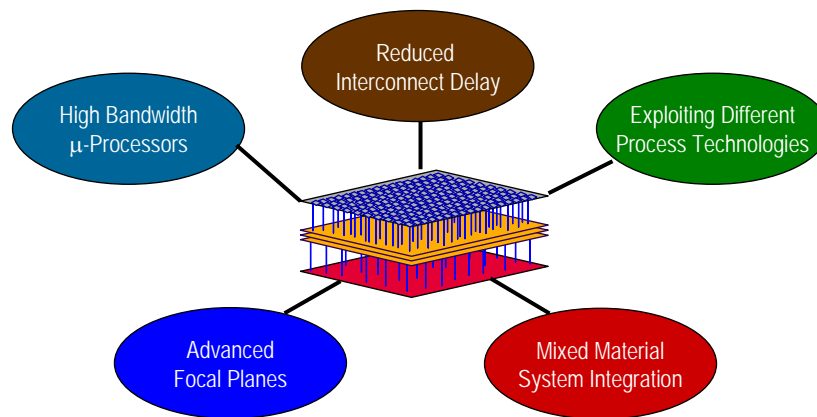 Reduced
Interconnect Delay
High Bandwidth
μ-Processors
Exploiting Different
Process Technologies
Advanced
Focal Planes
Mixed Material
System Integration